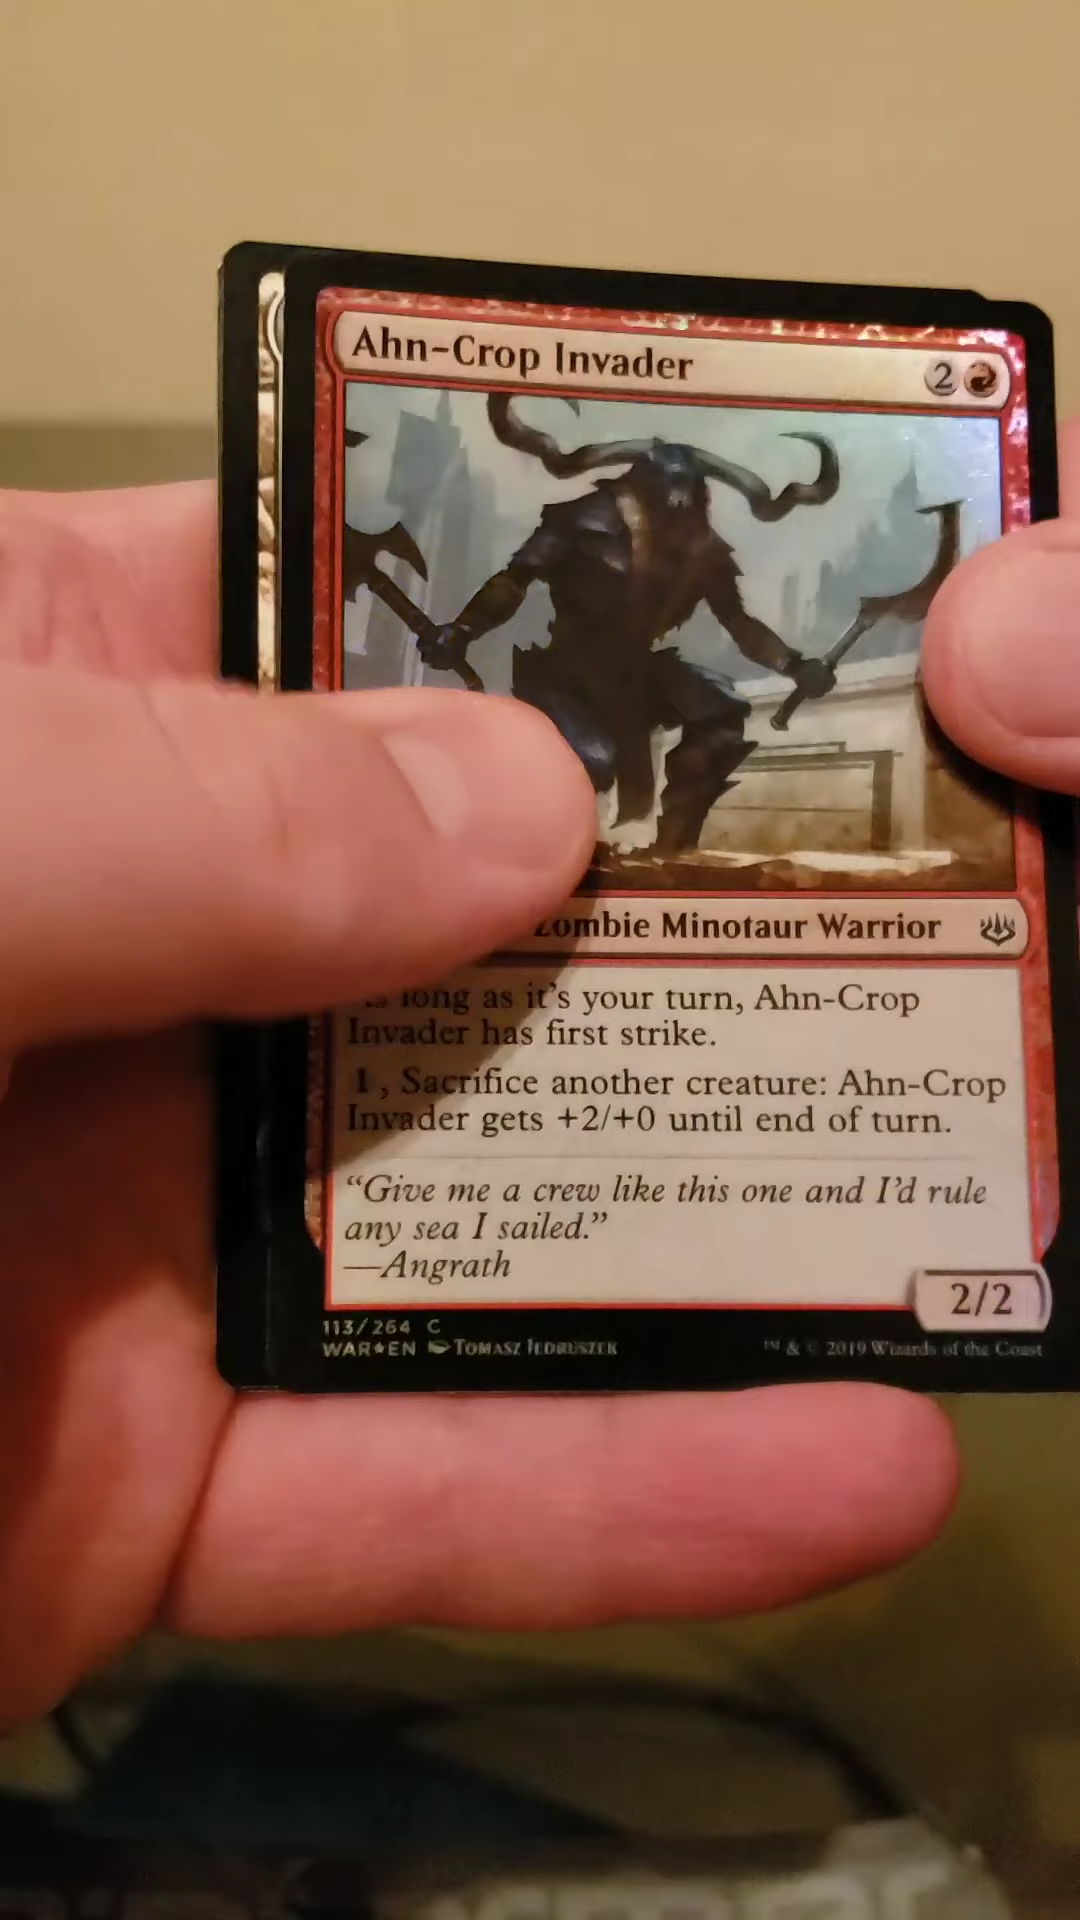 Ahn-Crop Invader 2
Zombie Minotaur Warrior
long as it's your turn, Ahn-Crop
Invader has first strike.
1, Sacrifice another creature: Ahn-Crop
Invader gets +2/+0 until end of turn.
“Give me a crew like this one and I'd rule
any sea I sailed.”
—Angrath
2/2
113/264 C
WAR★EN TOMASZ JEDRUSZEK ™ & © 2019 Wizards of the Coast